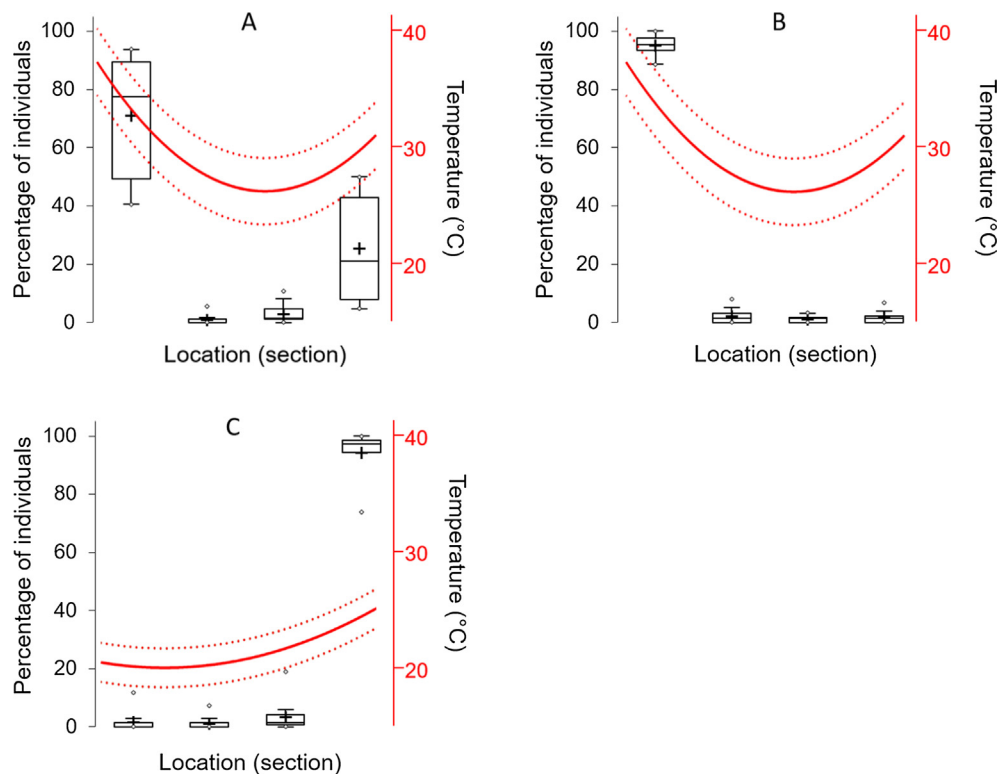 A
Percentage of individuals
100
80
60
40
20
0
40
30
20
Temperature (°C)
Location (section)
B
Percentage of individuals
100
80
60
40
20
0
40
30
20
Temperature (°C)
Location (section)
C
Percentage of individuals
100
80
60
40
20
0
40
30
20
Temperature (°C)
Location (section)